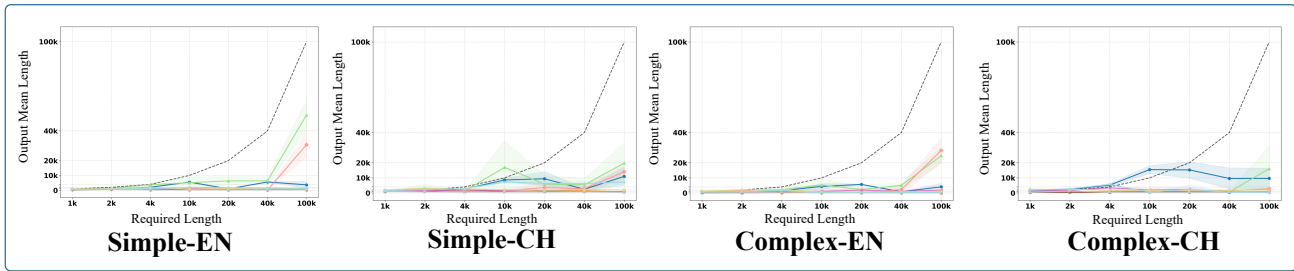 Output Mean Length
100k
40k
20k
10k
0
1k 2k 4k 10k 20k 40k 100k
Required Length
Simple-EN
Output Mean Length
100k
40k
20k
10k
0
1k 2k 4k 10k 20k 40k 100k
Required Length
Simple-CH
Output Mean Length
100k
40k
20k
10k
0
1k 2k 4k 10k 20k 40k 100k
Required Length
Complex-EN
Output Mean Length
100k
40k
20k
10k
0
1k 2k 4k 10k 20k 40k 100k
Required Length
Complex-CH